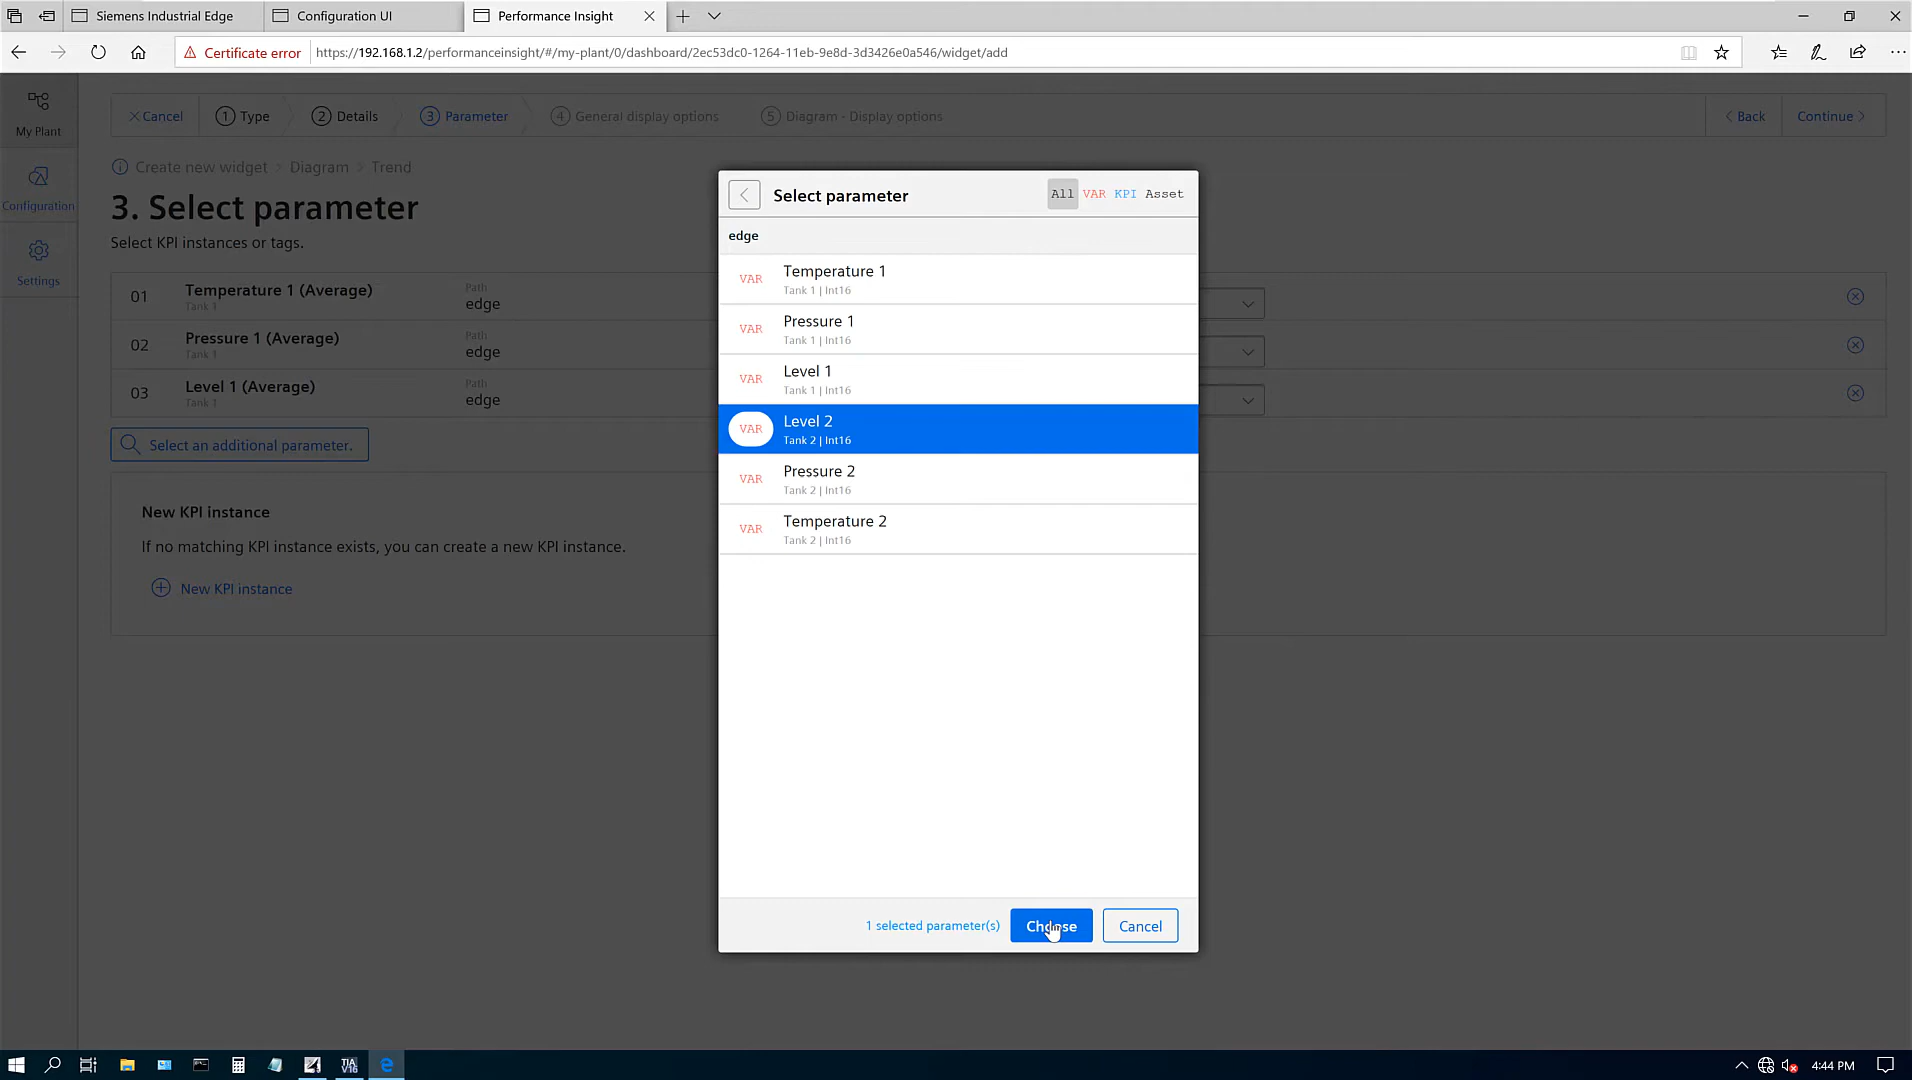 Siemens Industrial Edge
Configuration UI
Performance Insight
Certificate error
https://192.168.1.2/performanceinsight/#/my-plant/0/dashboard/2ec53dc0-1264-11eb-9e8d-3d3426e0a546/widget/add
My Plant
Configuration
Settings
Cancel
1 Type
2 Details
3 Parameter
4 General display options
5 Diagram - Display options
Back
Continue
Create new widget > Diagram > Trend
3. Select parameter
Select KPI instances or tags.
01
Temperature 1 (Average)
Tank 1
Path
edge
02
Pressure 1 (Average)
Tank 1
Path
edge
03
Level 1 (Average)
Tank 1
Path
edge
Select an additional parameter.
New KPI instance
If no matching KPI instance exists, you can create a new KPI instance.
New KPI instance
Select parameter
All VAR KPI Asset
edge
VAR
Temperature 1
Tank 1 | Int16
VAR
Pressure 1
Tank 1 | Int16
VAR
Level 1
Tank 1 | Int16
VAR
Level 2
Tank 2 | Int16
VAR
Pressure 2
Tank 2 | Int16
VAR
Temperature 2
Tank 2 | Int16
1 selected parameter(s)
Choose
Cancel
TIA
V16
4:44 PM